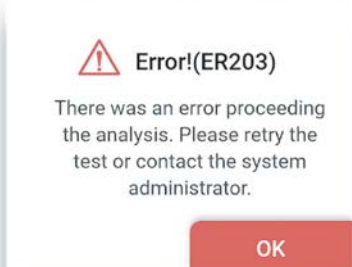 Error!(ER203)
There was an error proceeding
the analysis. Please retry the
test or contact the system
administrator.
OK